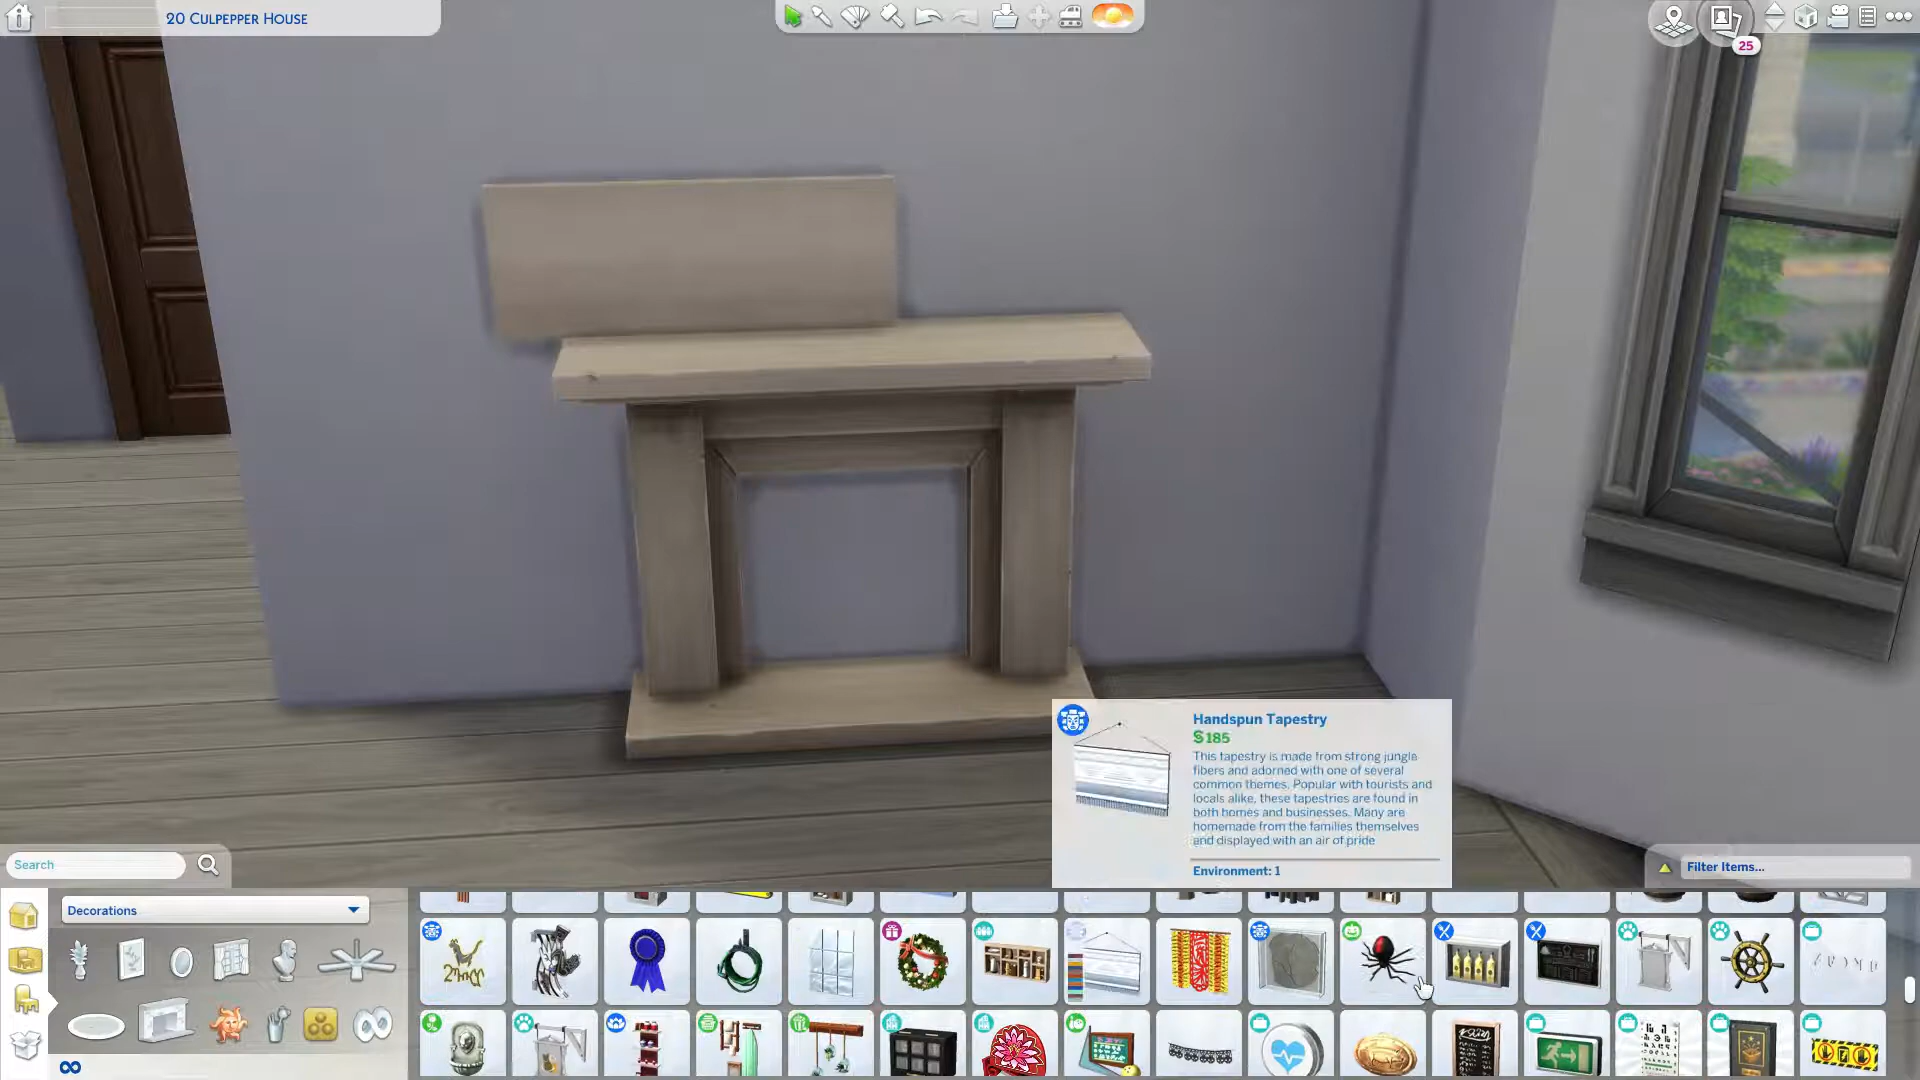 20 Culpepper House
25
Handspun Tapestry
§185
This tapestry is made from strong jungle
fibers and adorned with one of several
common themes. Popular with tourists and
locals alike, these tapestries are found in
both homes and businesses. Many are
homemade from the families themselves
and displayed with an air of pride
Environment: 1
Search
Filter Items...
Decorations